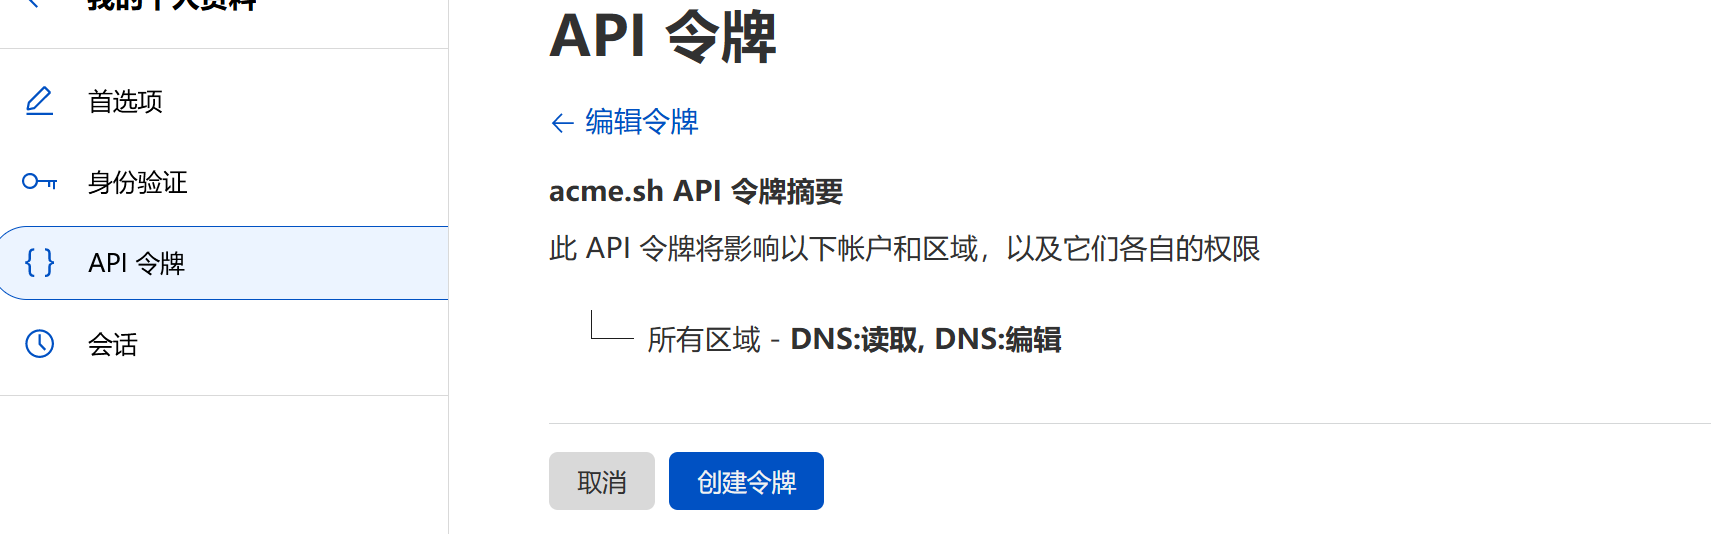 我的个人资料
首选项
身份验证
API 令牌
会话
API 令牌
← 编辑令牌
acme.sh API 令牌摘要
此 API 令牌将影响以下帐户和区域，以及它们各自的权限
所有区域 - DNS:读取, DNS:编辑
取消
创建令牌